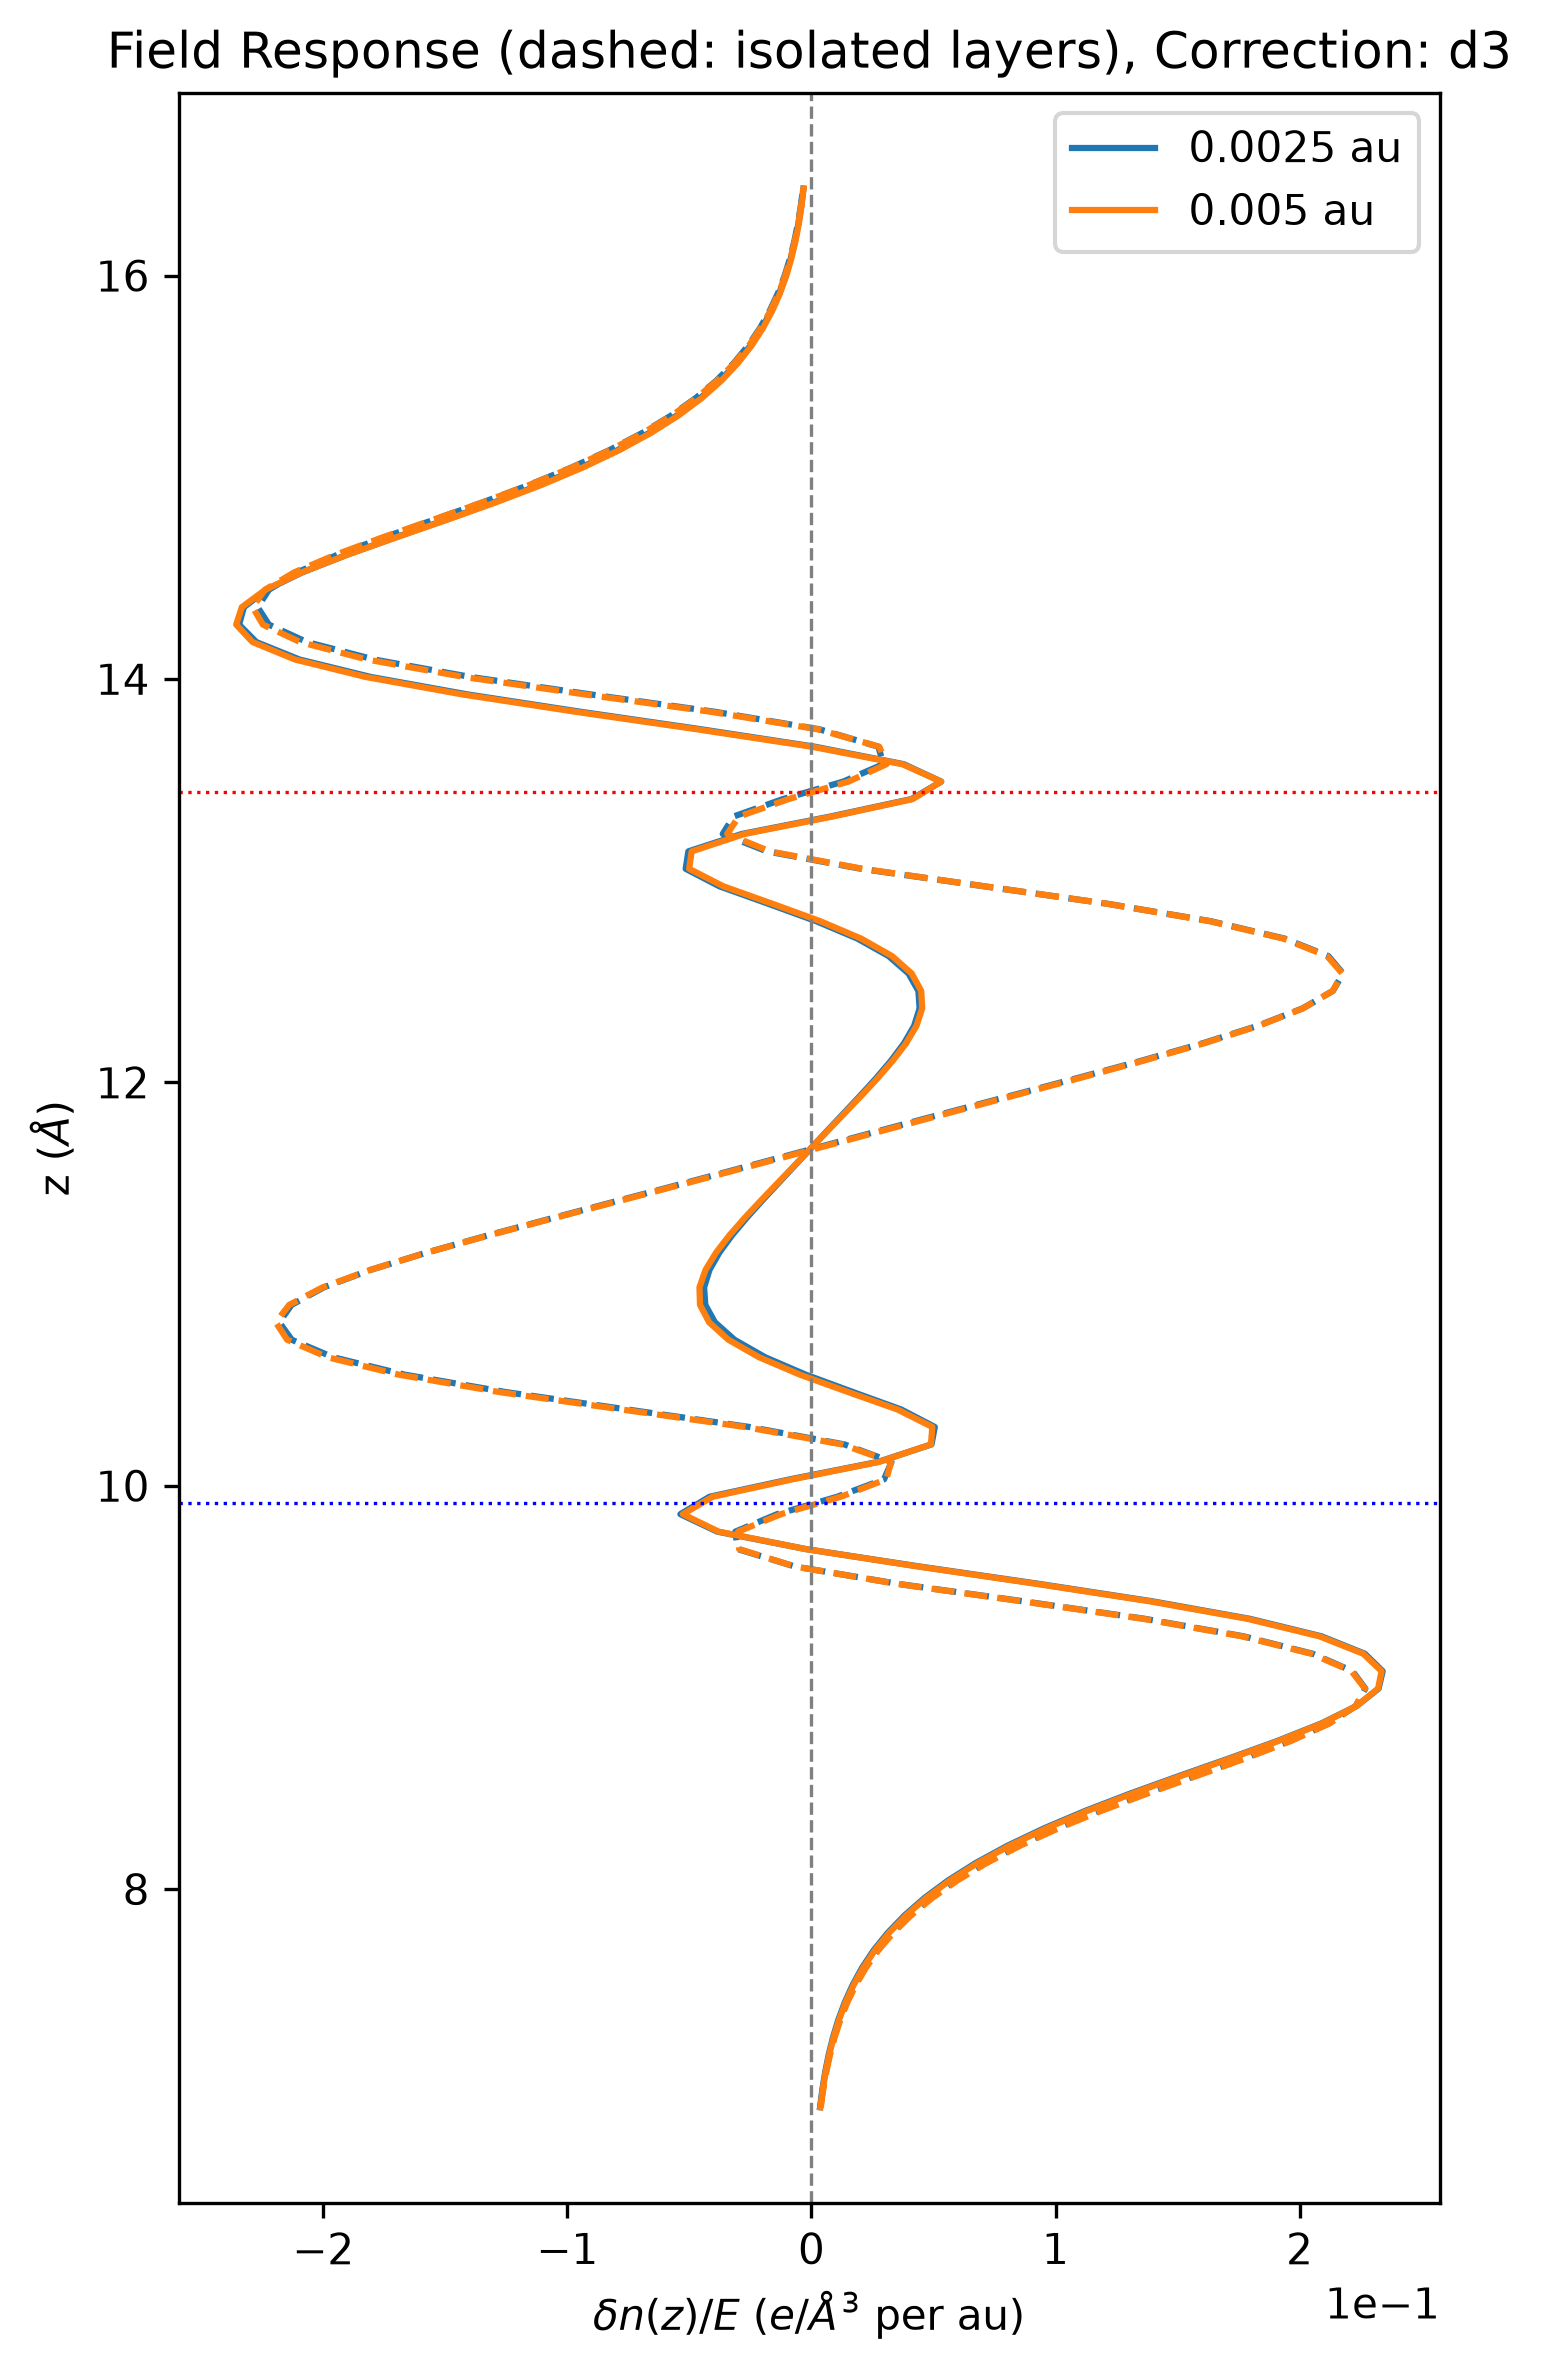 Field Response (dashed: isolated layers), Correction: d3
0.0025 au
0.005 au
16
14
12
10
8
z (Å)
−2 −1 0 1 2
1e−1
δn(z)/E (e/Å³ per au)